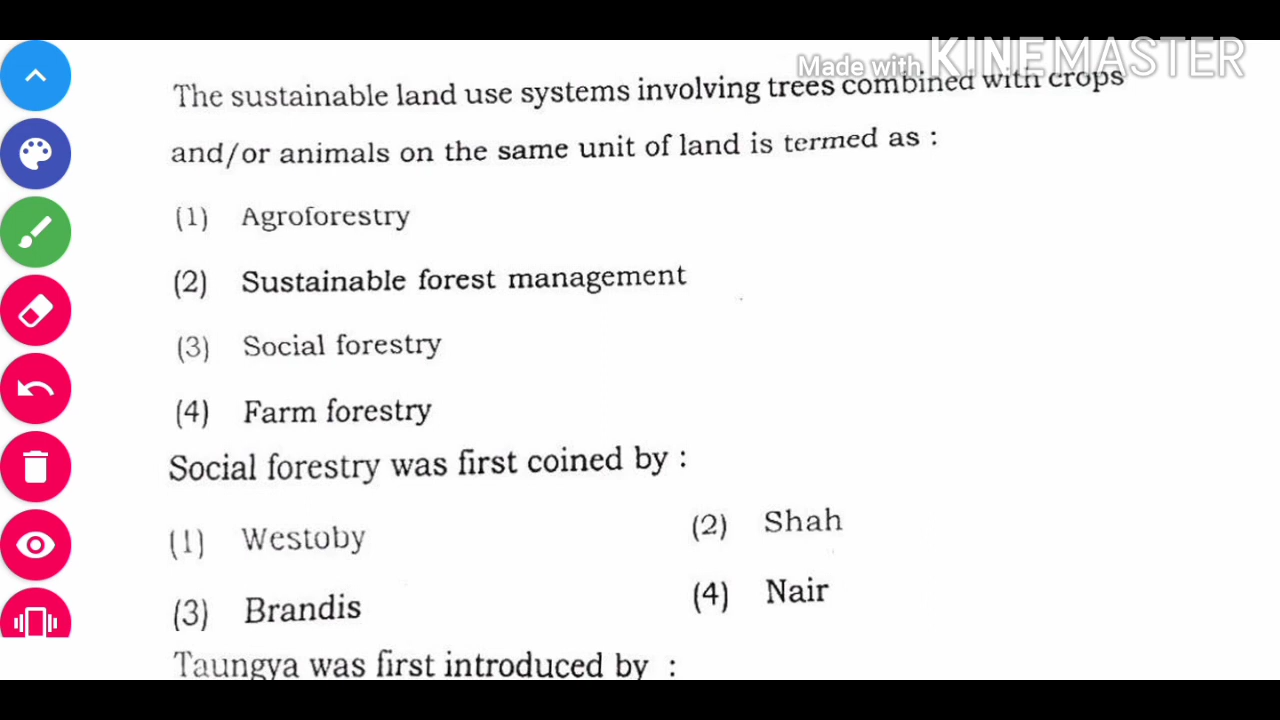 Made with KINEMASTER
The sustainable land use systems involving trees combined with crops
and/or animals on the same unit of land is termed as :
(1) Agroforestry
(2) Sustainable forest management
(3) Social forestry
(4) Farm forestry
Social forestry was first coined by :
(1) Westoby
(2) Shah
(3) Brandis
(4) Nair
Taungya was first introduced by :